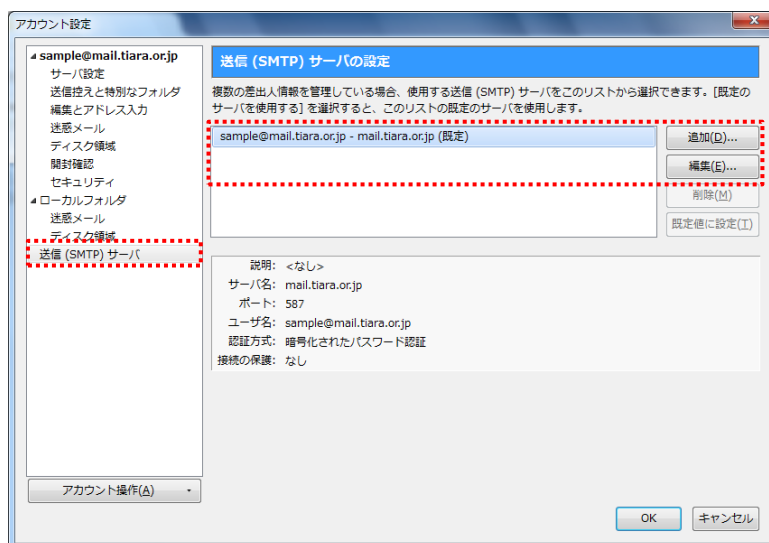 アカウント設定
sample@mail.tiara.or.jp
サーバ設定
送信控えと特別なフォルダ
編集とアドレス入力
迷惑メール
ディスク領域
開封確認
セキュリティ
ローカルフォルダ
迷惑メール
ディスク領域
送信 (SMTP) サーバ
アカウント操作(A)
送信 (SMTP) サーバの設定
複数の差出人情報を管理している場合、使用する送信 (SMTP) サーバをこのリストから選択できます。[既定の
サーバを使用する] を選択すると、このリストの既定のサーバを使用します。
sample@mail.tiara.or.jp - mail.tiara.or.jp (既定)
追加(D)...
編集(E)...
削除(M)
既定値に設定(T)
説明: <なし>
サーバ名: mail.tiara.or.jp
ポート: 587
ユーザ名: sample@mail.tiara.or.jp
認証方式: 暗号化されたパスワード認証
接続の保護: なし
OK
キャンセル